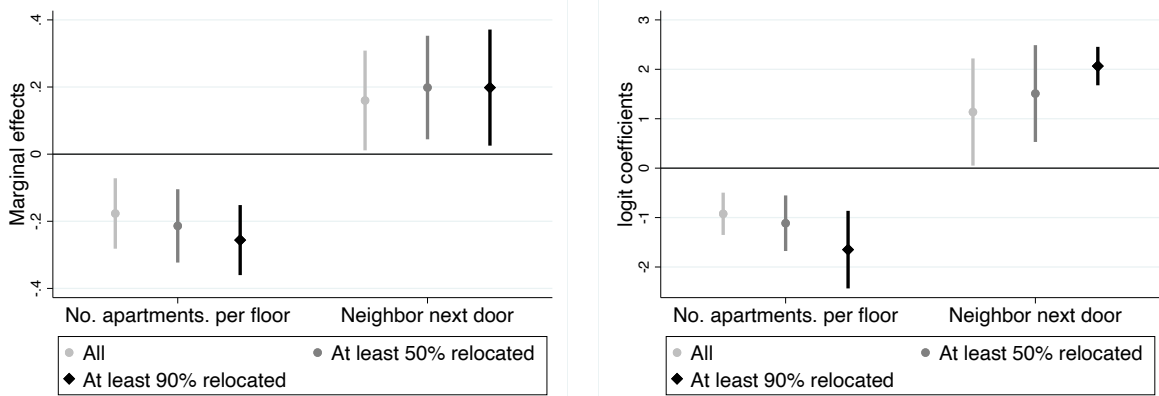 Marginal effects
.4
.2
0
-.2
-.4
No. apartments. per floor
Neighbor next door
All
At least 50% relocated
At least 90% relocated
logit coefficients
3
2
1
0
-1
-2
No. apartments. per floor
Neighbor next door
All
At least 50% relocated
At least 90% relocated